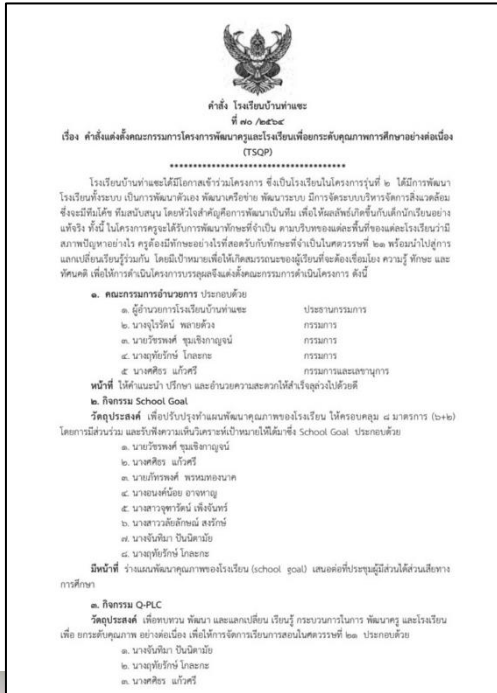 คำสั่ง โรงเรียนบ้านท่าแซะ
ที่ ๗๐ /๒๕๖๔
เรื่อง คำสั่งแต่งตั้งคณะกรรมการโครงการพัฒนาครูและโรงเรียนเพื่อยกระดับคุณภาพการศึกษาอย่างต่อเนื่อง
(TSQP)
**************************************
โรงเรียนบ้านท่าแซะได้มีโอกาสเข้าร่วมโครงการ ซึ่งเป็นโรงเรียนในโครงการรุ่นที่ ๒ ได้มีการพัฒนา
โรงเรียนทั้งระบบ เป็นการพัฒนาตัวเอง พัฒนาเครือข่าย พัฒนาระบบ มีการจัดระบบบริหารจัดการสิ่งแวดล้อม
ซึ่งจะมีทีมโค้ช ทีมสนับสนุน โดยหัวใจสำคัญคือการพัฒนาเป็นทีม เพื่อให้ผลลัพธ์เกิดขึ้นกับเด็กนักเรียนอย่าง
แท้จริง ทั้งนี้ ในโครงการครูจะได้รับการพัฒนาทักษะที่จำเป็น ตามบริบทของแต่ละพื้นที่ของแต่ละโรงเรียนว่ามี
สภาพปัญหาอย่างไร ครูต้องมีทักษะอย่างไรที่สอดรับกับทักษะที่จำเป็นในศตวรรษที่ ๒๑ พร้อมนำไปสู่การ
แลกเปลี่ยนเรียนรู้ร่วมกัน โดยมีเป้าหมายเพื่อให้เกิดสมรรถนะของผู้เรียนที่จะต้องเชื่อมโยง ความรู้ ทักษะ และ
ทัศนคติ เพื่อให้การดำเนินโครงการบรรลุผลจึงแต่งตั้งคณะกรรมการดำเนินโครงการ ดังนี้
๑. คณะกรรมการอำนวยการ ประกอบด้วย
๑. ผู้อำนวยการโรงเรียนบ้านท่าแซะ ประธานกรรมการ
๒. นางจุไรรัตน์ พลายด้วง กรรมการ
๓. นายวัชรพงศ์ ชุมเชิงกาญจน์ กรรมการ
๔. นางฤทัยรักษ์ โกละกะ กรรมการ
๕ นางศศิธร แก้วศรี กรรมการและเลขานุการ
หน้าที่ ให้คำแนะนำ ปรึกษา และอำนวยความสะดวกให้สำเร็จลุล่วงไปด้วยดี
๒. กิจกรรม School Goal
วัตถุประสงค์ เพื่อปรับปรุงทำแผนพัฒนาคุณภาพของโรงเรียน ให้ครอบคลุม ๘ มาตรการ (๖+๒)
โดยการมีส่วนร่วม และรับฟังความเห็นวิเคราะห์เป้าหมายให้ได้มาซึ่ง School Goal ประกอบด้วย
๑. นายวัชรพงศ์ ชุมเชิงกาญจน์
๒. นางศศิธร แก้วศรี
๓. นายภัทรพงศ์ พรหมทองนาค
๔. นางอนงค์น้อย อาจหาญ
๕. นางสาวจุฑารัตน์ เพ็งจันทร์
๖. นางสาววลัยลักษณ์ สงรักษ์
๗. นางจันทิมา ปันนิตามัย
๘. นางฤทัยรักษ์ โกละกะ
มีหน้าที่ ร่างแผนพัฒนาคุณภาพของโรงเรียน (school goal) เสนอต่อที่ประชุมผู้มีส่วนได้ส่วนเสียทาง
การศึกษา
๓. กิจกรรม Q-PLC
วัตถุประสงค์ เพื่อทบทวน พัฒนา และแลกเปลี่ยน เรียนรู้ กระบวนการในการ พัฒนาครู และโรงเรียน
เพื่อ ยกระดับคุณภาพ อย่างต่อเนื่อง เพื่อให้การจัดการเรียนการสอนในศตวรรษที่ ๒๑ ประกอบด้วย
๑. นางจันทิมา ปันนิตามัย
๒. นางฤทัยรักษ์ โกละกะ
๓. นางศศิธร แก้วศรี